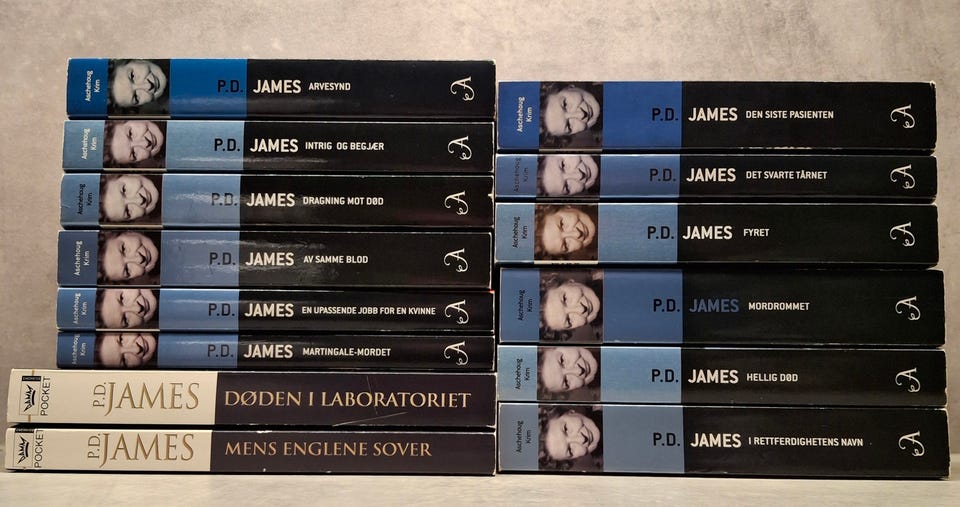 Aschehoug
Krim
P.D. JAMES ARVESYND
Aschehoug
Krim
P.D. JAMES INTRIG OG BEGJÆR
Aschehoug
Krim
P.D. JAMES DRAGNING MOT DØD
Aschehoug
Krim
P.D. JAMES AV SAMME BLOD
Aschehoug
Krim
P.D. JAMES EN UPASSENDE JOBB FOR EN KVINNE
Aschehoug
Krim
P.D. JAMES MARTINGALE-MORDET
POCKET
P.D. JAMES DØDEN I LABORATORIET
POCKET
P.D. JAMES MENS ENGLENE SOVER
Aschehoug
Krim
P.D. JAMES DEN SISTE PASIENTEN
Aschehoug
Krim
P.D. JAMES DET SVARTE TÅRNET
Aschehoug
Krim
P.D. JAMES FYRET
Aschehoug
Krim
P.D. JAMES MORDROMMET
Aschehoug
Krim
P.D. JAMES HELLIG DØD
Aschehoug
Krim
P.D. JAMES I RETTFERDIGHETENS NAVN